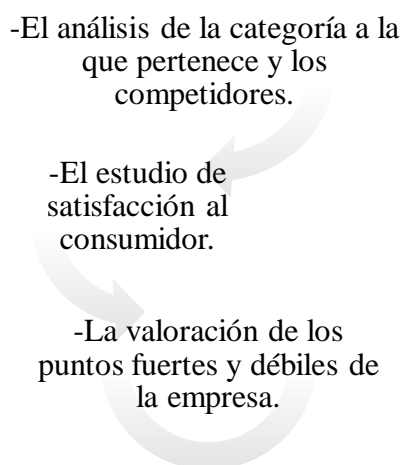 -El análisis de la categoría a la
que pertenece y los
competidores.
-El estudio de
satisfacción al
consumidor.
-La valoración de los
puntos fuertes y débiles de
la empresa.